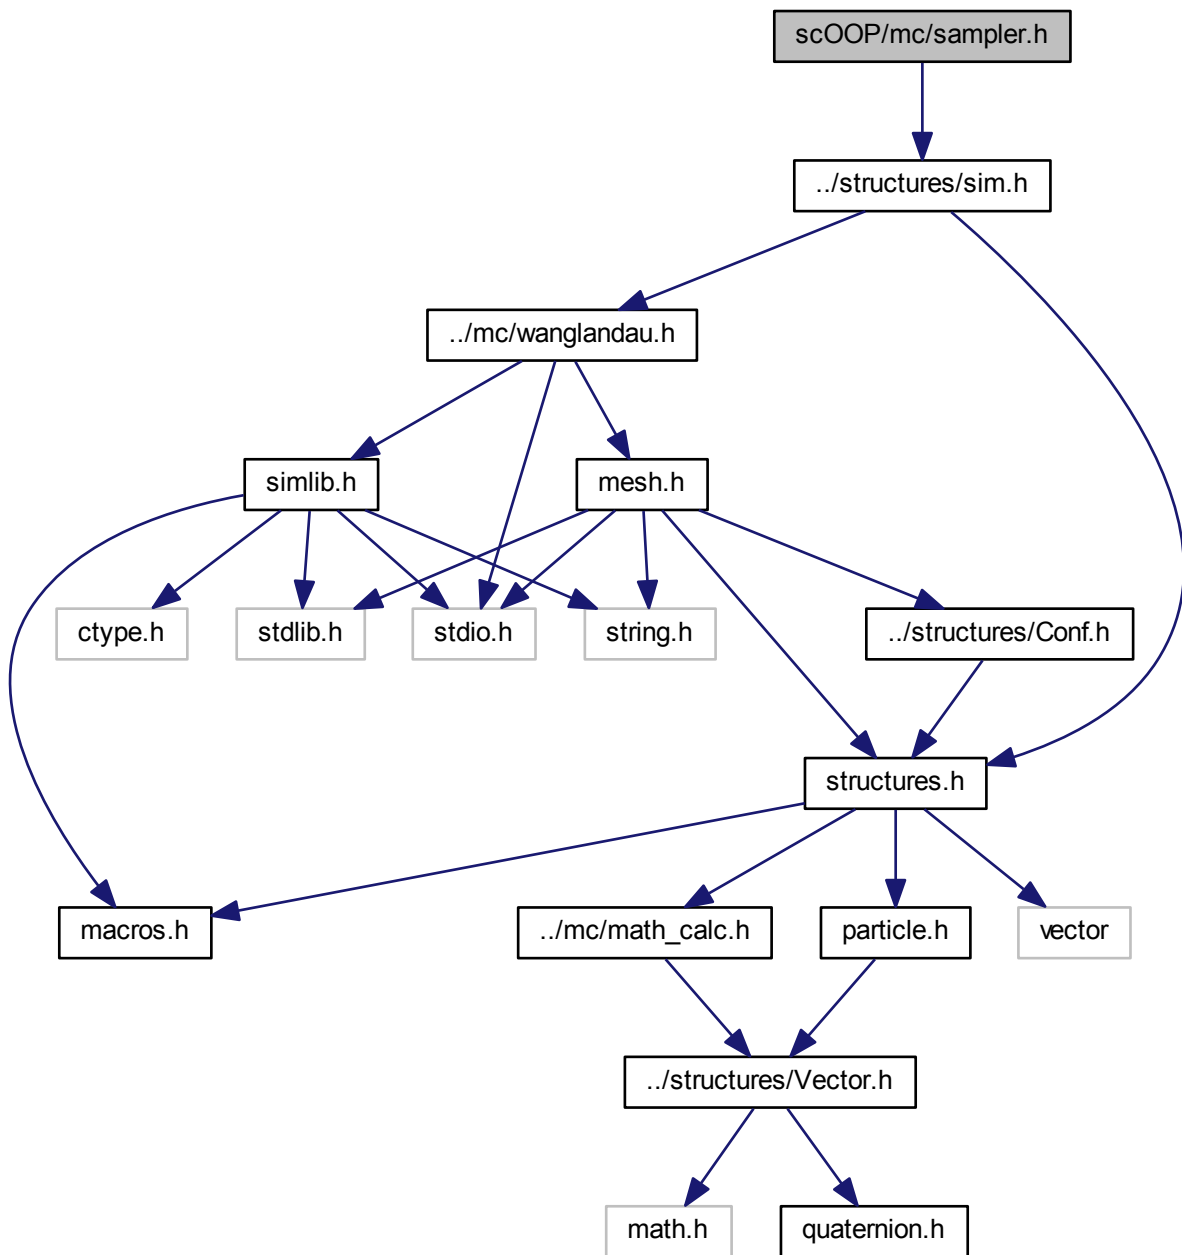 scOOP/mc/sampler.h
../structures/sim.h
../mc/wanglandau.h
simlib.h
mesh.h
ctype.h
stdlib.h
stdio.h
string.h
../structures/Conf.h
structures.h
macros.h
../mc/math_calc.h
particle.h
vector
../structures/Vector.h
math.h
quaternion.h